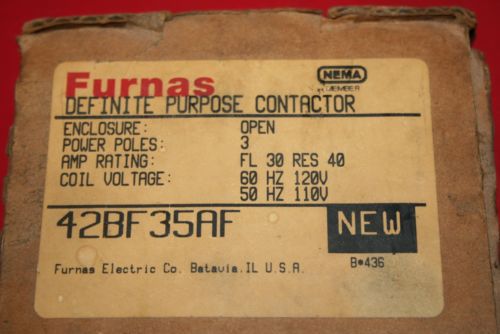 Furnas
NEMA
MEMBER
DEFINITE PURPOSE CONTACTOR
ENCLOSURE: OPEN
POWER POLES: 3
AMP RATING: FL 30 RES 40
COIL VOLTAGE: 60 HZ 120V
50 HZ 110V
42BF35AF
NEW
Furnas Electric Co. Batavia, IL U.S.A.
B*436